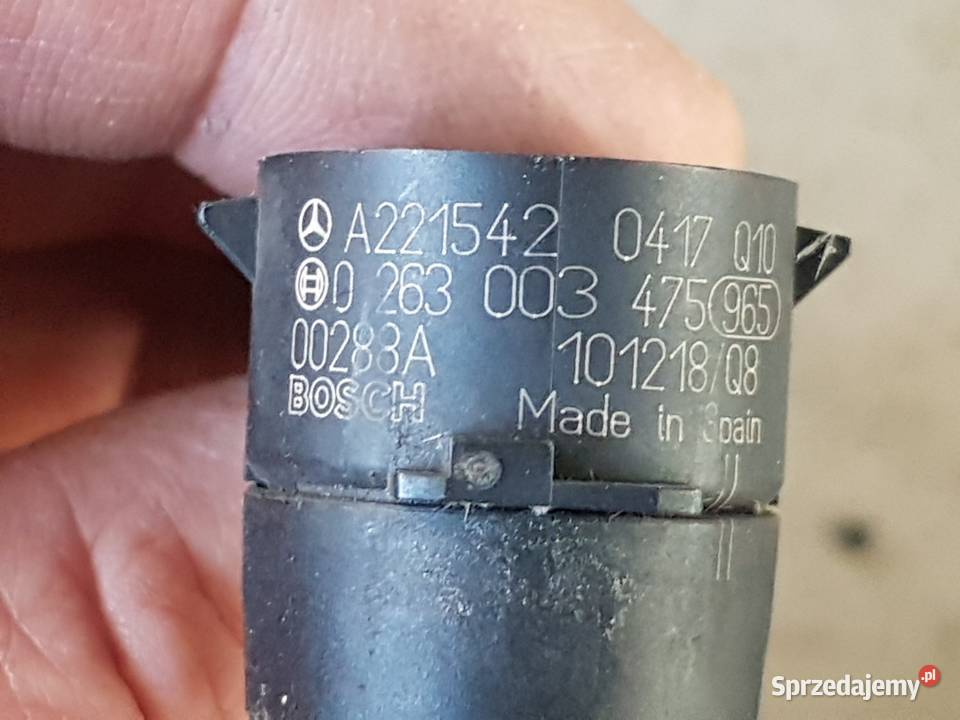 A221542 0417 Q10
0 263 003 475 965
00283A 101218/Q8
BOSCH Made in Spain
Sprzedajemy.pl